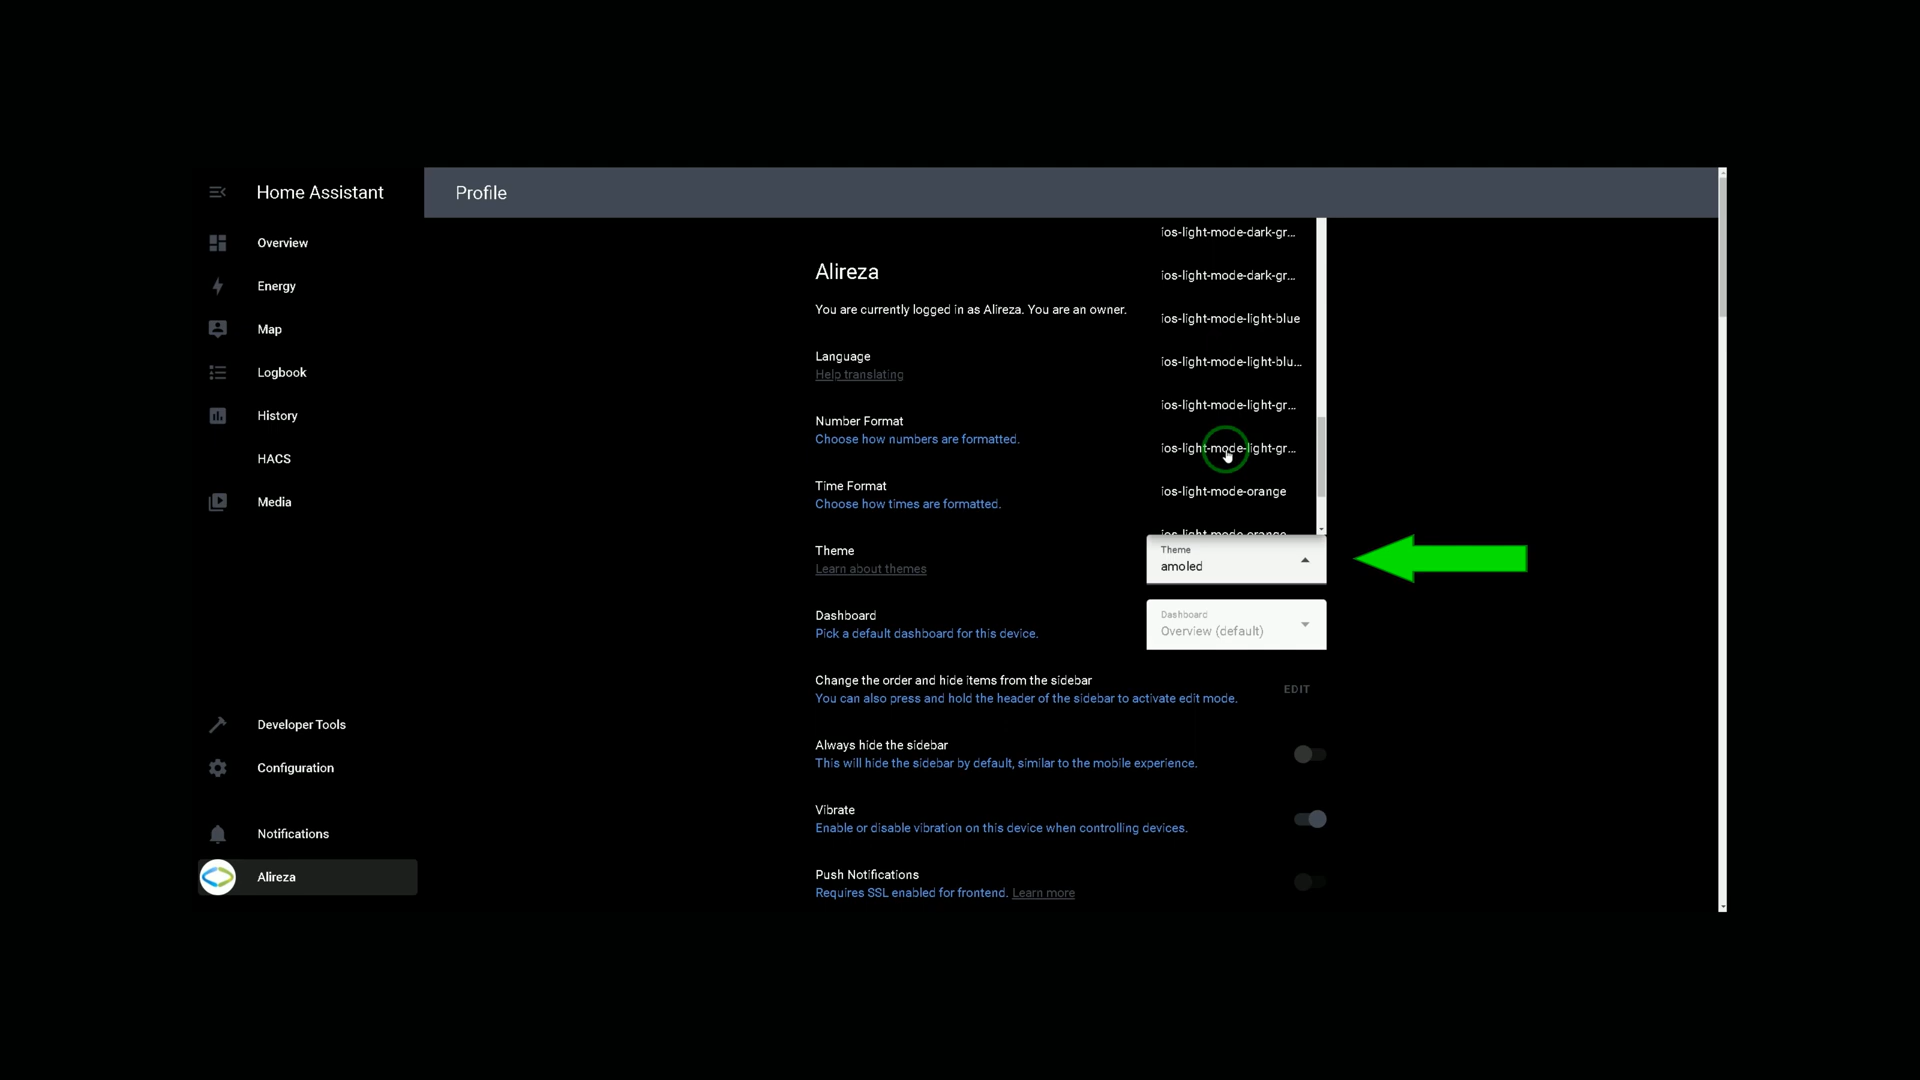 Home Assistant
Profile
Overview
Energy
Map
Logbook
History
HACS
Media
Developer Tools
Configuration
Notifications
Alireza
Alireza
You are currently logged in as Alireza. You are an owner.
Language
Help translating
Number Format
Choose how numbers are formatted.
Time Format
Choose how times are formatted.
Theme
Learn about themes
ios-light-mode-dark-gr...
ios-light-mode-dark-gr...
ios-light-mode-light-blue
ios-light-mode-light-blu...
ios-light-mode-light-gr...
ios-light-mode-light-gr...
ios-light-mode-orange
ios-light-mode-orange
Theme
amoled
Dashboard
Pick a default dashboard for this device.
Dashboard
Overview (default)
Change the order and hide items from the sidebar
You can also press and hold the header of the sidebar to activate edit mode.
EDIT
Always hide the sidebar
This will hide the sidebar by default, similar to the mobile experience.
Vibrate
Enable or disable vibration on this device when controlling devices.
Push Notifications
Requires SSL enabled for frontend. Learn more